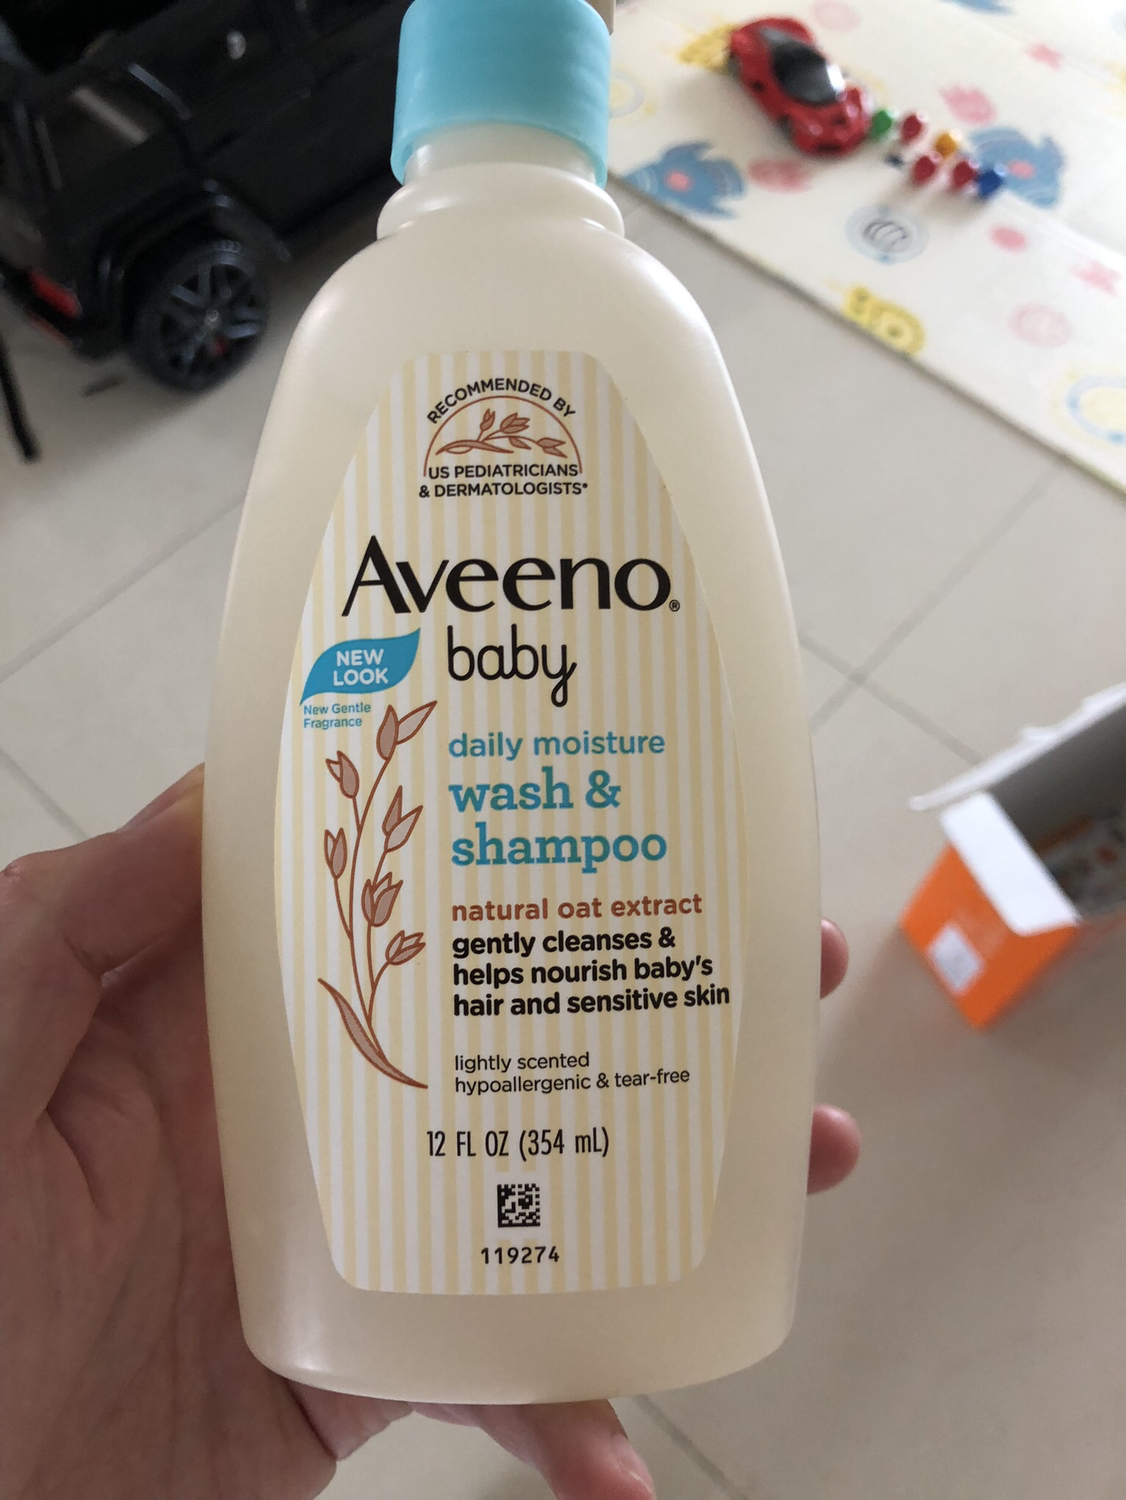 RECOMMENDED BY
US PEDIATRICIANS
& DERMATOLOGISTS*
Aveeno®
baby
NEW
LOOK
New Gentle
Fragrance
daily moisture
wash &
shampoo
natural oat extract
gently cleanses &
helps nourish baby's
hair and sensitive skin
lightly scented
hypoallergenic & tear-free
12 FL OZ (354 mL)
119274